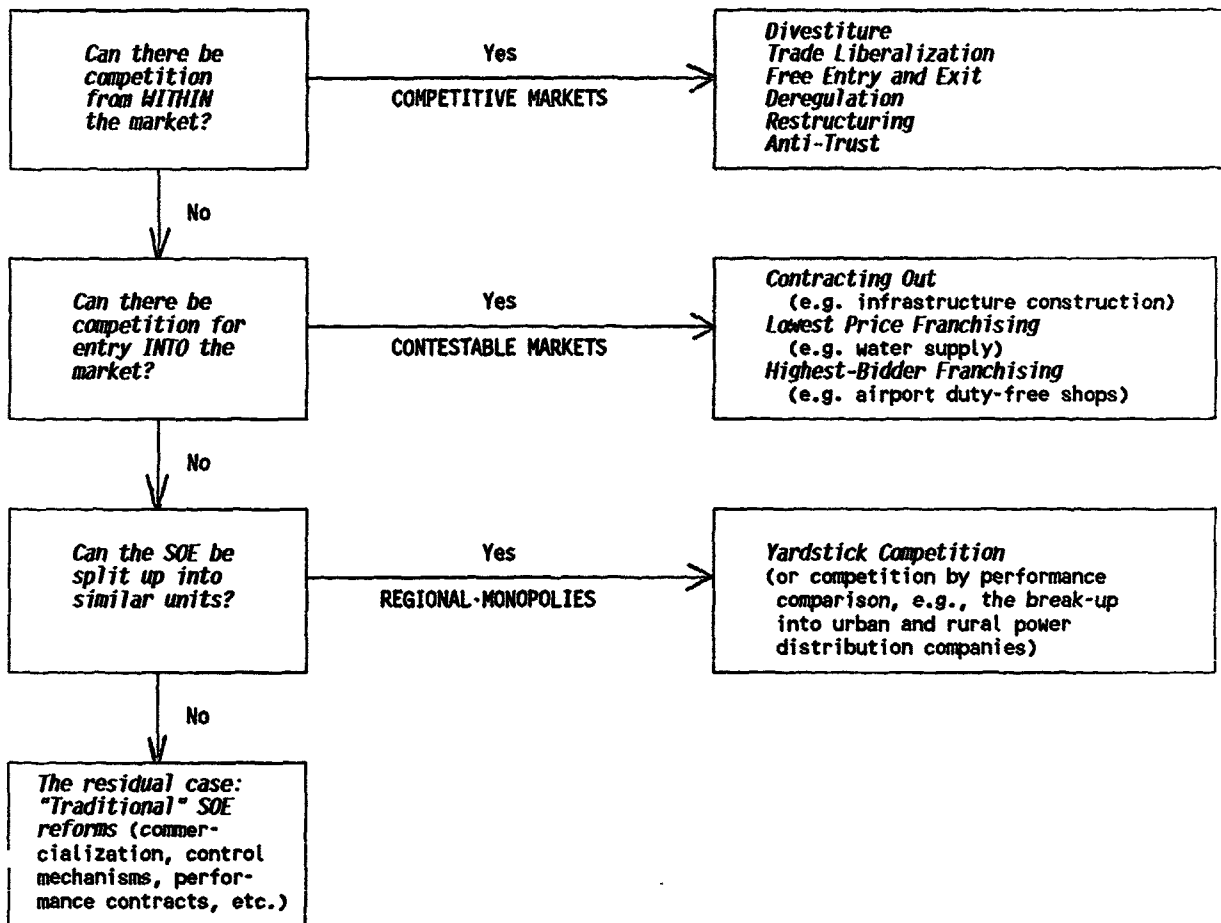 Can there be
competition
from WITHIN
the market?
Yes
COMPETITIVE MARKETS
Divestiture
Trade Liberalization
Free Entry and Exit
Deregulation
Restructuring
Anti-Trust
No
Can there be
competition for
entry INTO the
market?
Yes
CONTESTABLE MARKETS
Contracting Out
(e.g. infrastructure construction)
Lowest Price Franchising
(e.g. water supply)
Highest-Bidder Franchising
(e.g. airport duty-free shops)
No
Can the SOE be
split up into
similar units?
Yes
REGIONAL·MONOPOLIES
Yardstick Competition
(or competition by performance
comparison, e.g., the break-up
into urban and rural power
distribution companies)
No
The residual case:
"Traditional" SOE
reforms (commer-
cialization, control
mechanisms, perfor-
mance contracts, etc.)